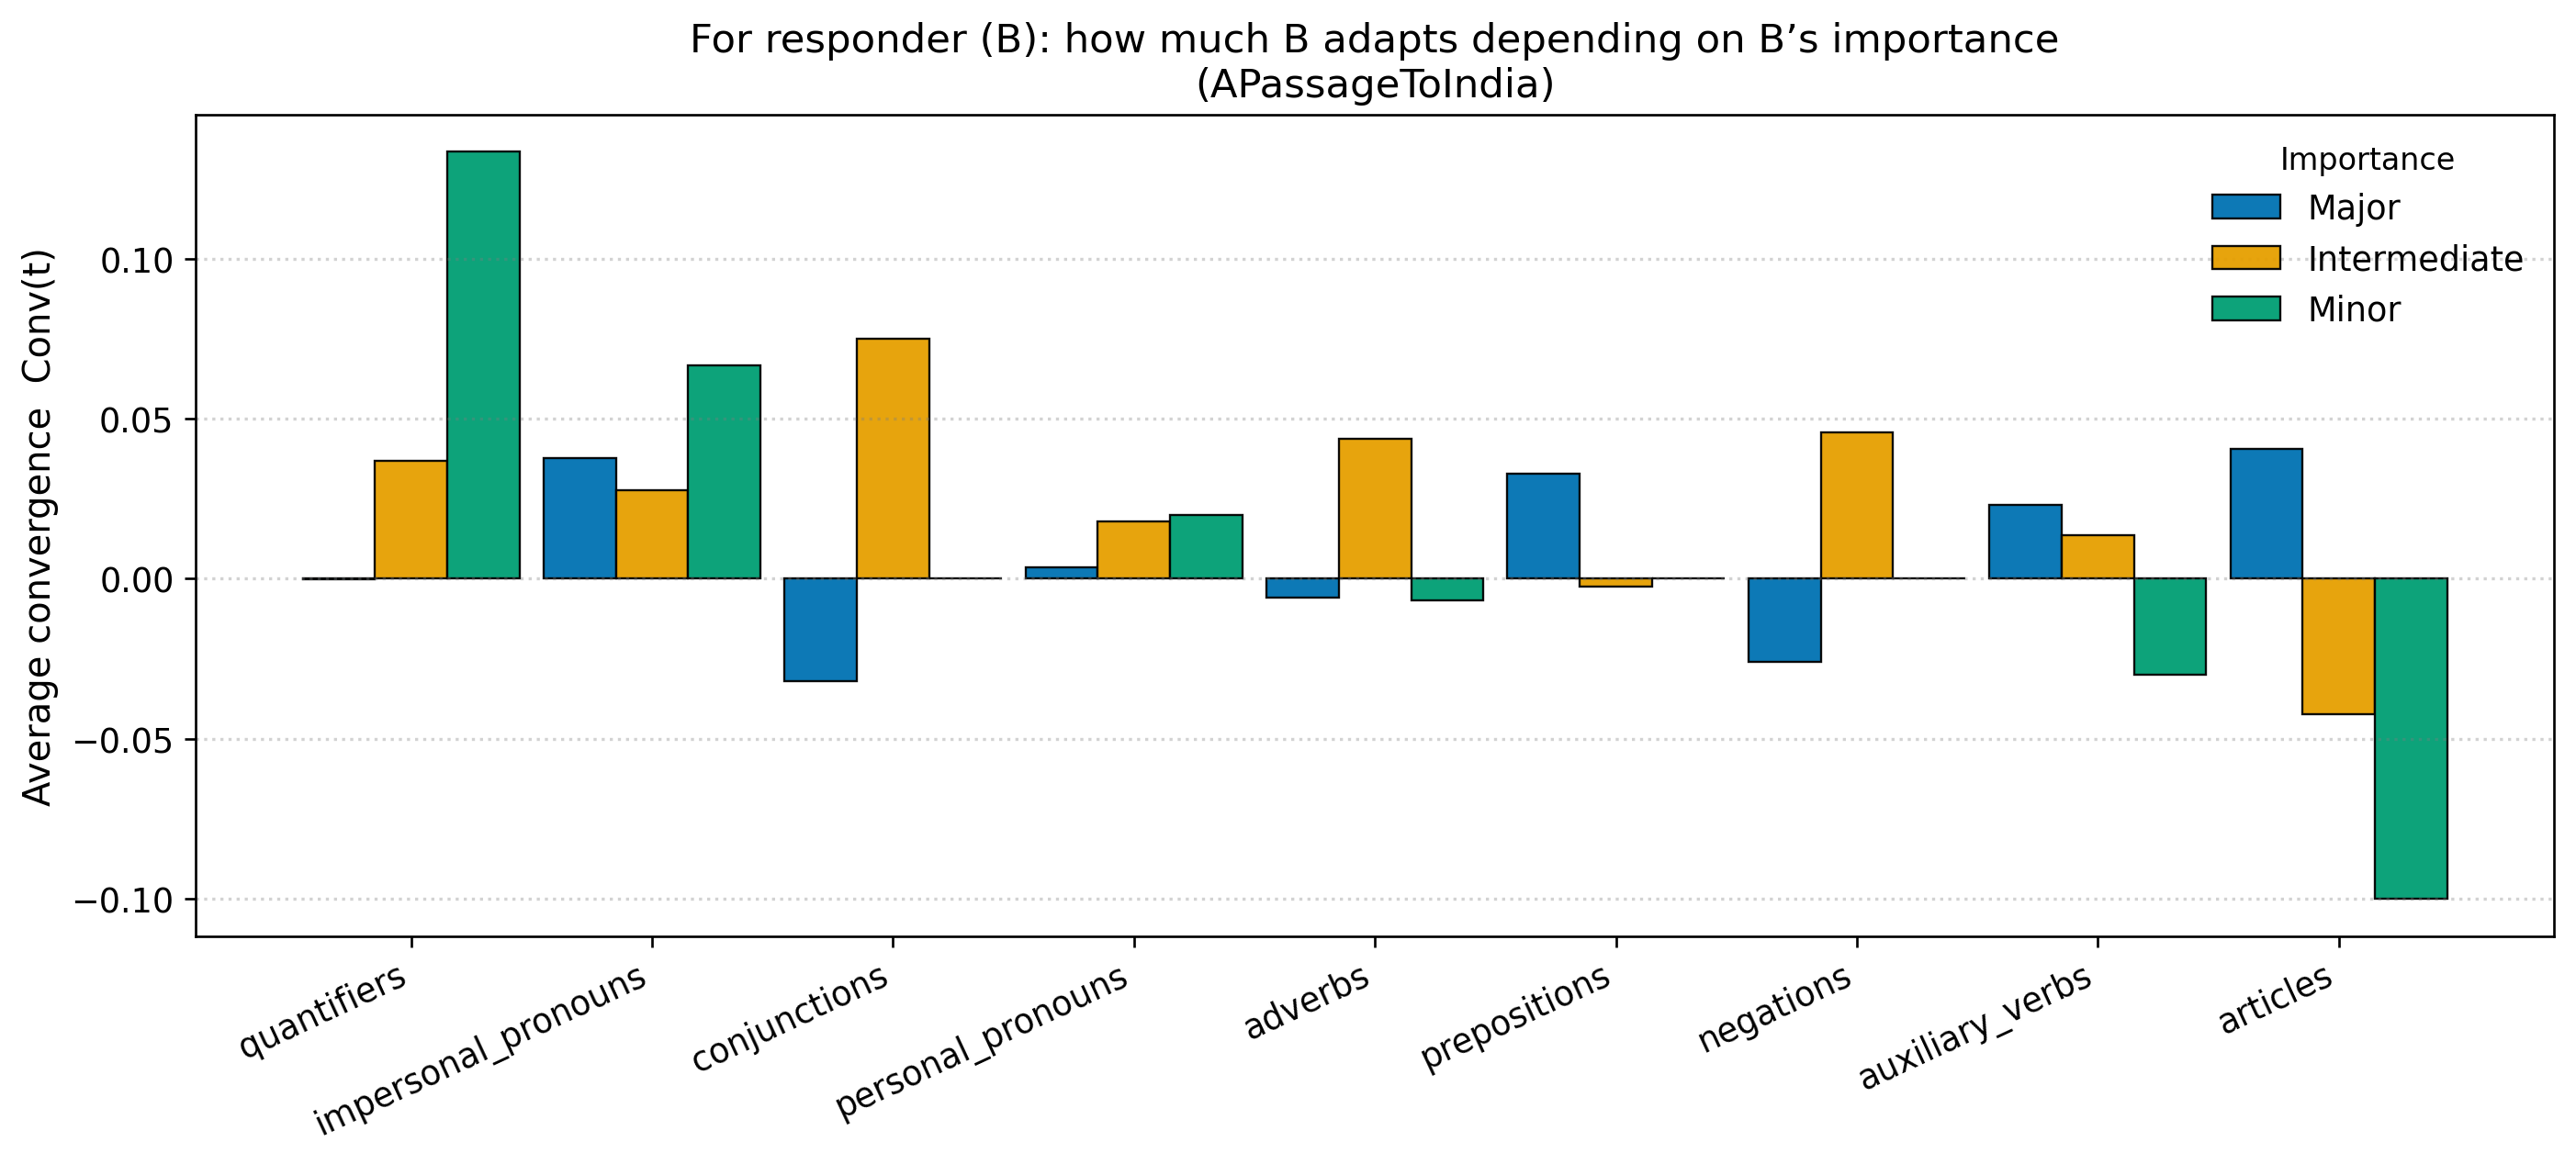 For responder (B): how much B adapts depending on B’s importance
(APassageToIndia)
Average convergence  Conv(t)
0.10
0.05
0.00
−0.05
−0.10
Importance
Major
Intermediate
Minor
quantifiers
impersonal_pronouns
conjunctions
personal_pronouns
adverbs
prepositions
negations
auxiliary_verbs
articles